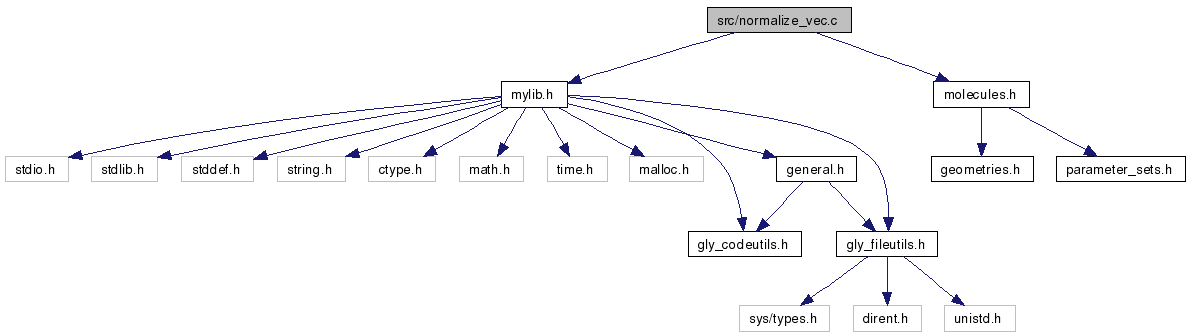 src/normalize_vec.c
mylib.h
molecules.h
stdio.h
stdlib.h
stddef.h
string.h
ctype.h
math.h
time.h
malloc.h
general.h
geometries.h
parameter_sets.h
gly_codeutils.h
gly_fileutils.h
sys/types.h
dirent.h
unistd.h